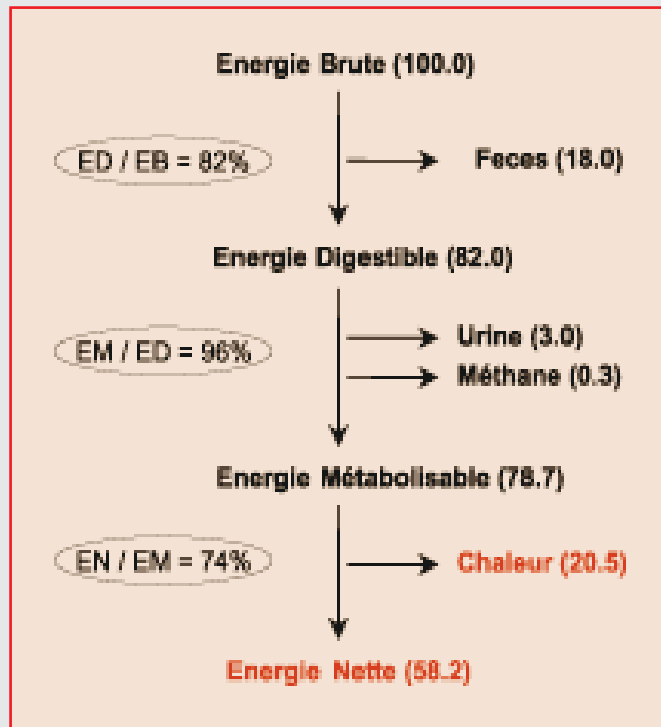 Energie Brute (100.0)
ED / EB = 82%
Feces (18.0)
Energie Digestible (82.0)
Urine (3.0)
EM / ED = 96%
Méthane (0.3)
Energie Métabolisable (78.7)
EN / EM = 74%
Chaleur (20.5)
Energie Nette (58.2)